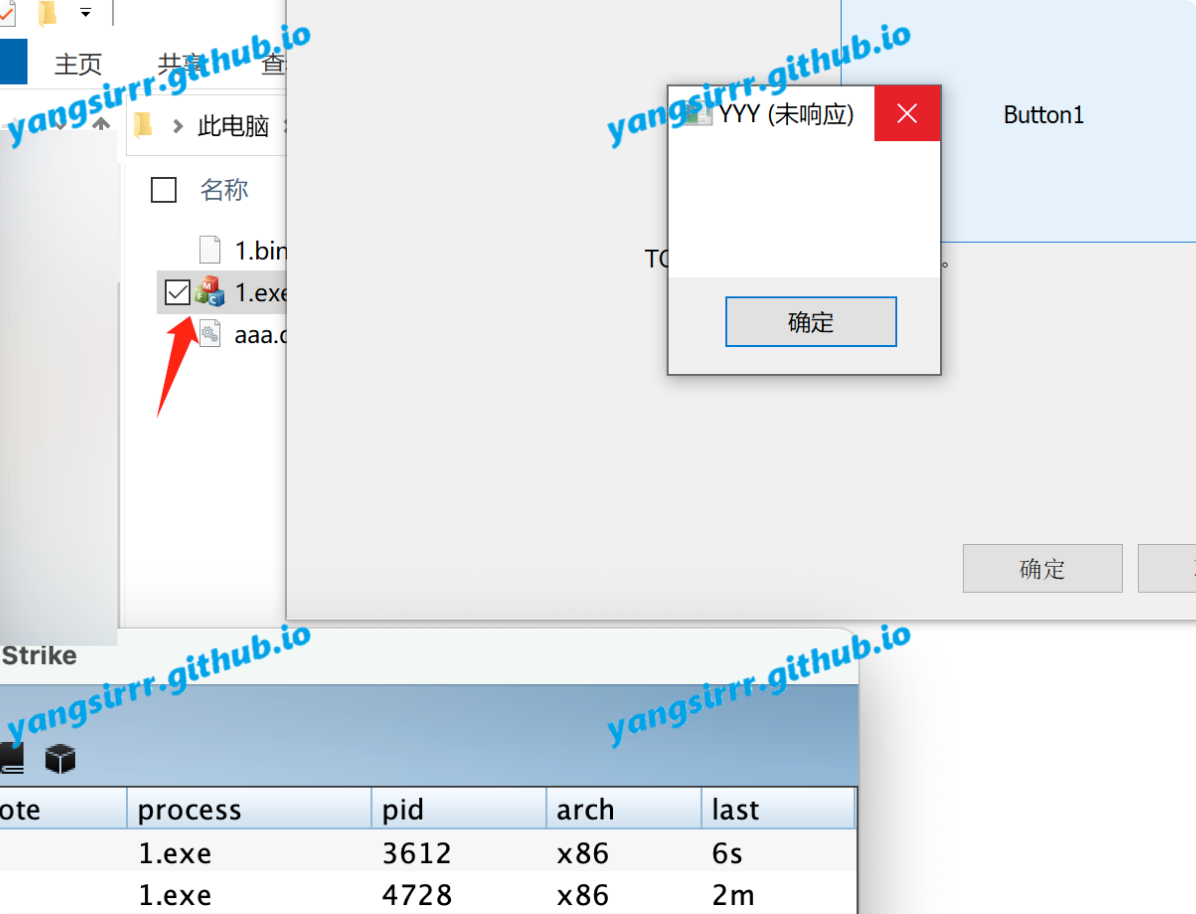 主页 共享 查
此电脑
名称
1.bin
1.exe
aaa.
YYY (未响应)
确定
Button1
TO
。
确定
Strike
ote process pid arch last
1.exe 3612 x86 6s
1.exe 4728 x86 2m
yangsirrr.github.io
yangsirrr.github.io
yangsirrr.github.io
yangsirrr.github.io